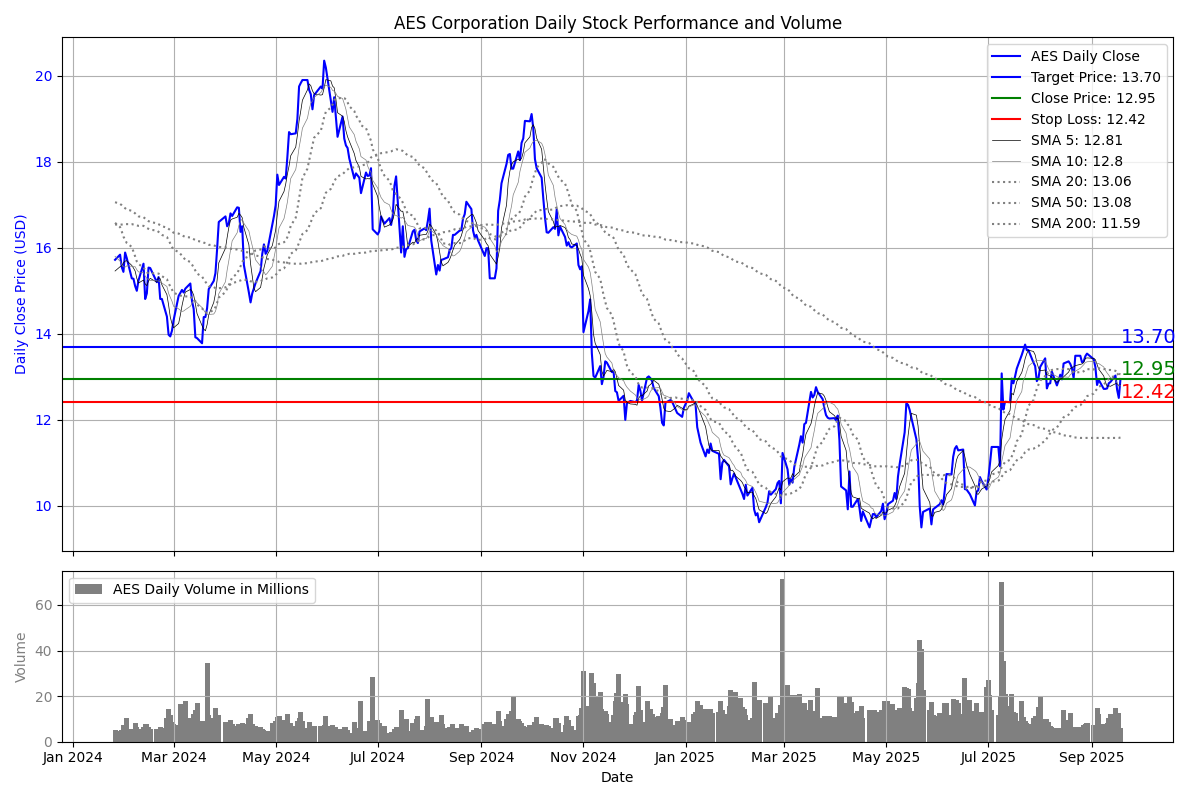 AES Corporation Daily Stock Performance and Volume
Daily Close Price (USD)
20
18
16
14
12
10
AES Daily Close
Target Price: 13.70
Close Price: 12.95
Stop Loss: 12.42
SMA 5: 12.81
SMA 10: 12.8
SMA 20: 13.06
SMA 50: 13.08
SMA 200: 11.59
13.70
12.95
12.42
Volume
60
40
20
0
AES Daily Volume in Millions
Jan 2024 Mar 2024 May 2024 Jul 2024 Sep 2024 Nov 2024 Jan 2025 Mar 2025 May 2025 Jul 2025 Sep 2025
Date